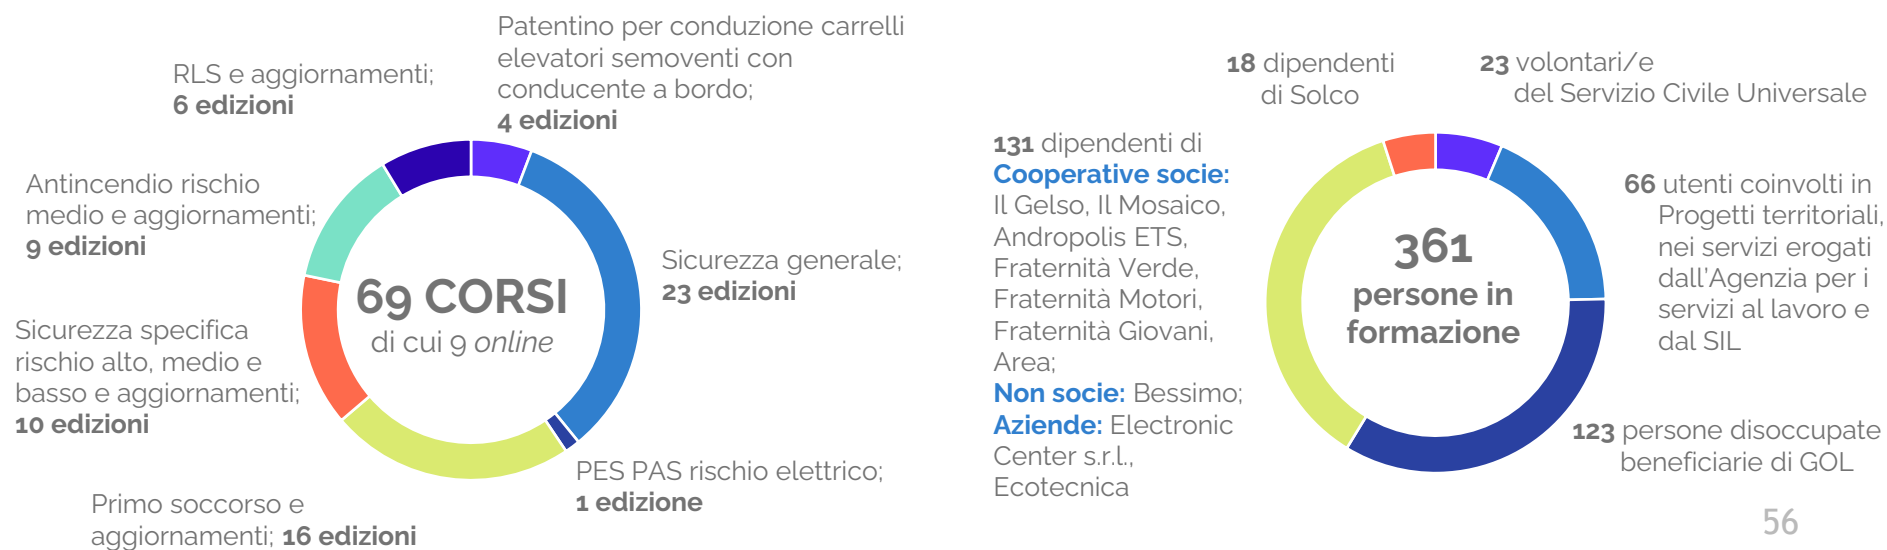 Patentino per conduzione carrelli
elevatori semoventi con
conducente a bordo;
4 edizioni
RLS e aggiornamenti;
6 edizioni
Antincendio rischio
medio e aggiornamenti;
9 edizioni
Sicurezza specifica
rischio alto, medio e
basso e aggiornamenti;
10 edizioni
Primo soccorso e
aggiornamenti; 16 edizioni
69 CORSI
di cui 9 online
Sicurezza generale;
23 edizioni
PES PAS rischio elettrico;
1 edizione
18 dipendenti
di Solco
23 volontari/e
del Servizio Civile Universale
131 dipendenti di
Cooperative socie:
Il Gelso, Il Mosaico,
Andropolis ETS,
Fraternità Verde,
Fraternità Motori,
Fraternità Giovani,
Area;
Non socie: Bessimo;
Aziende: Electronic
Center s.r.l.,
Ecotecnica
361
persone in
formazione
66 utenti coinvolti in
Progetti territoriali,
nei servizi erogati
dall'Agenzia per i
servizi al lavoro e
dal SIL
123 persone disoccupate
beneficiarie di GOL
56